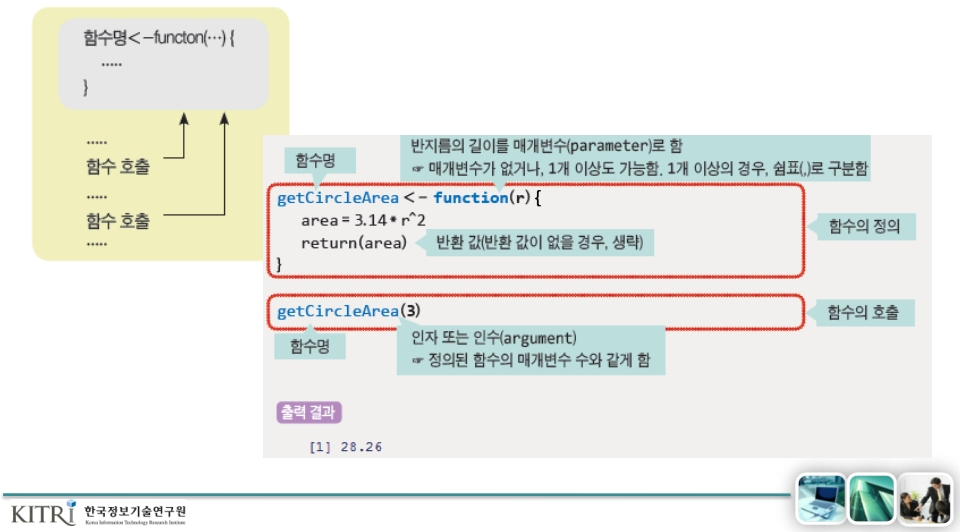 함수명<-functon(…) {
.....
}
.....
함수 호출
.....
함수 호출
.....
함수명
반지름의 길이를 매개변수(parameter)로 함
☞ 매개변수가 없거나, 1개 이상도 가능함. 1개 이상의 경우, 쉼표(,)로 구분함
getCircleArea <- function(r) {
area = 3.14 * r^2
return(area)
반환 값(반환 값이 없을 경우, 생략)
}
함수의 정의
getCircleArea(3)
함수의 호출
함수명
인자 또는 인수(argument)
☞ 정의된 함수의 매개변수 수와 같게 함
출력 결과
[1] 28.26
KITRI 한국정보기술연구원
Korea Information Technology Research Institute